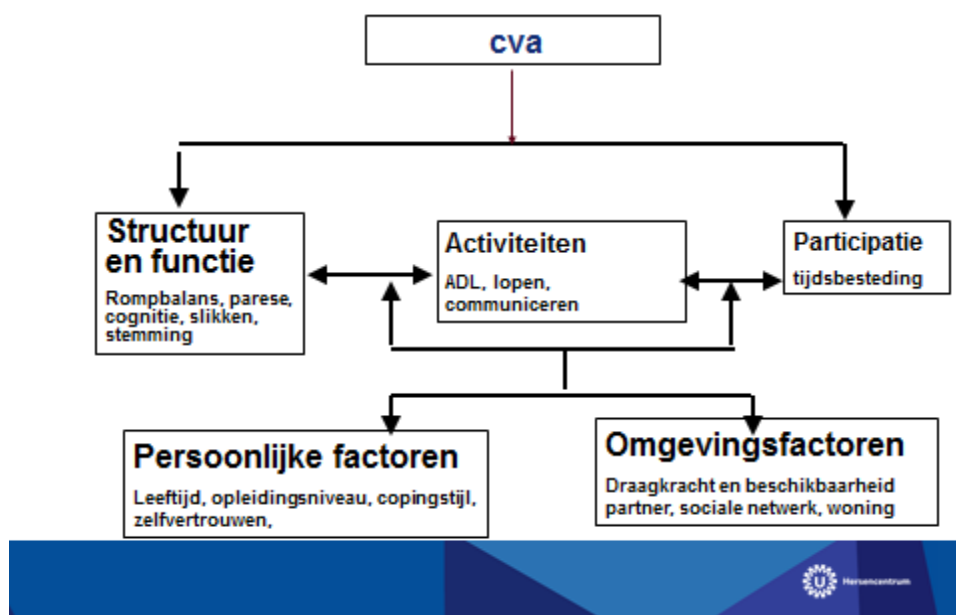 cva
Structuur
en functie
Rompbalans, parese,
cognitie, slikken,
stemming
Activiteiten
ADL, lopen,
communiceren
Participatie
tijdsbesteding
Persoonlijke factoren
Leeftijd, opleidingsniveau, copingstijl,
zelfvertrouwen,
Omgevingsfactoren
Draagkracht en beschikbaarheid
partner, sociale netwerk, woning
U
Hersencentrum